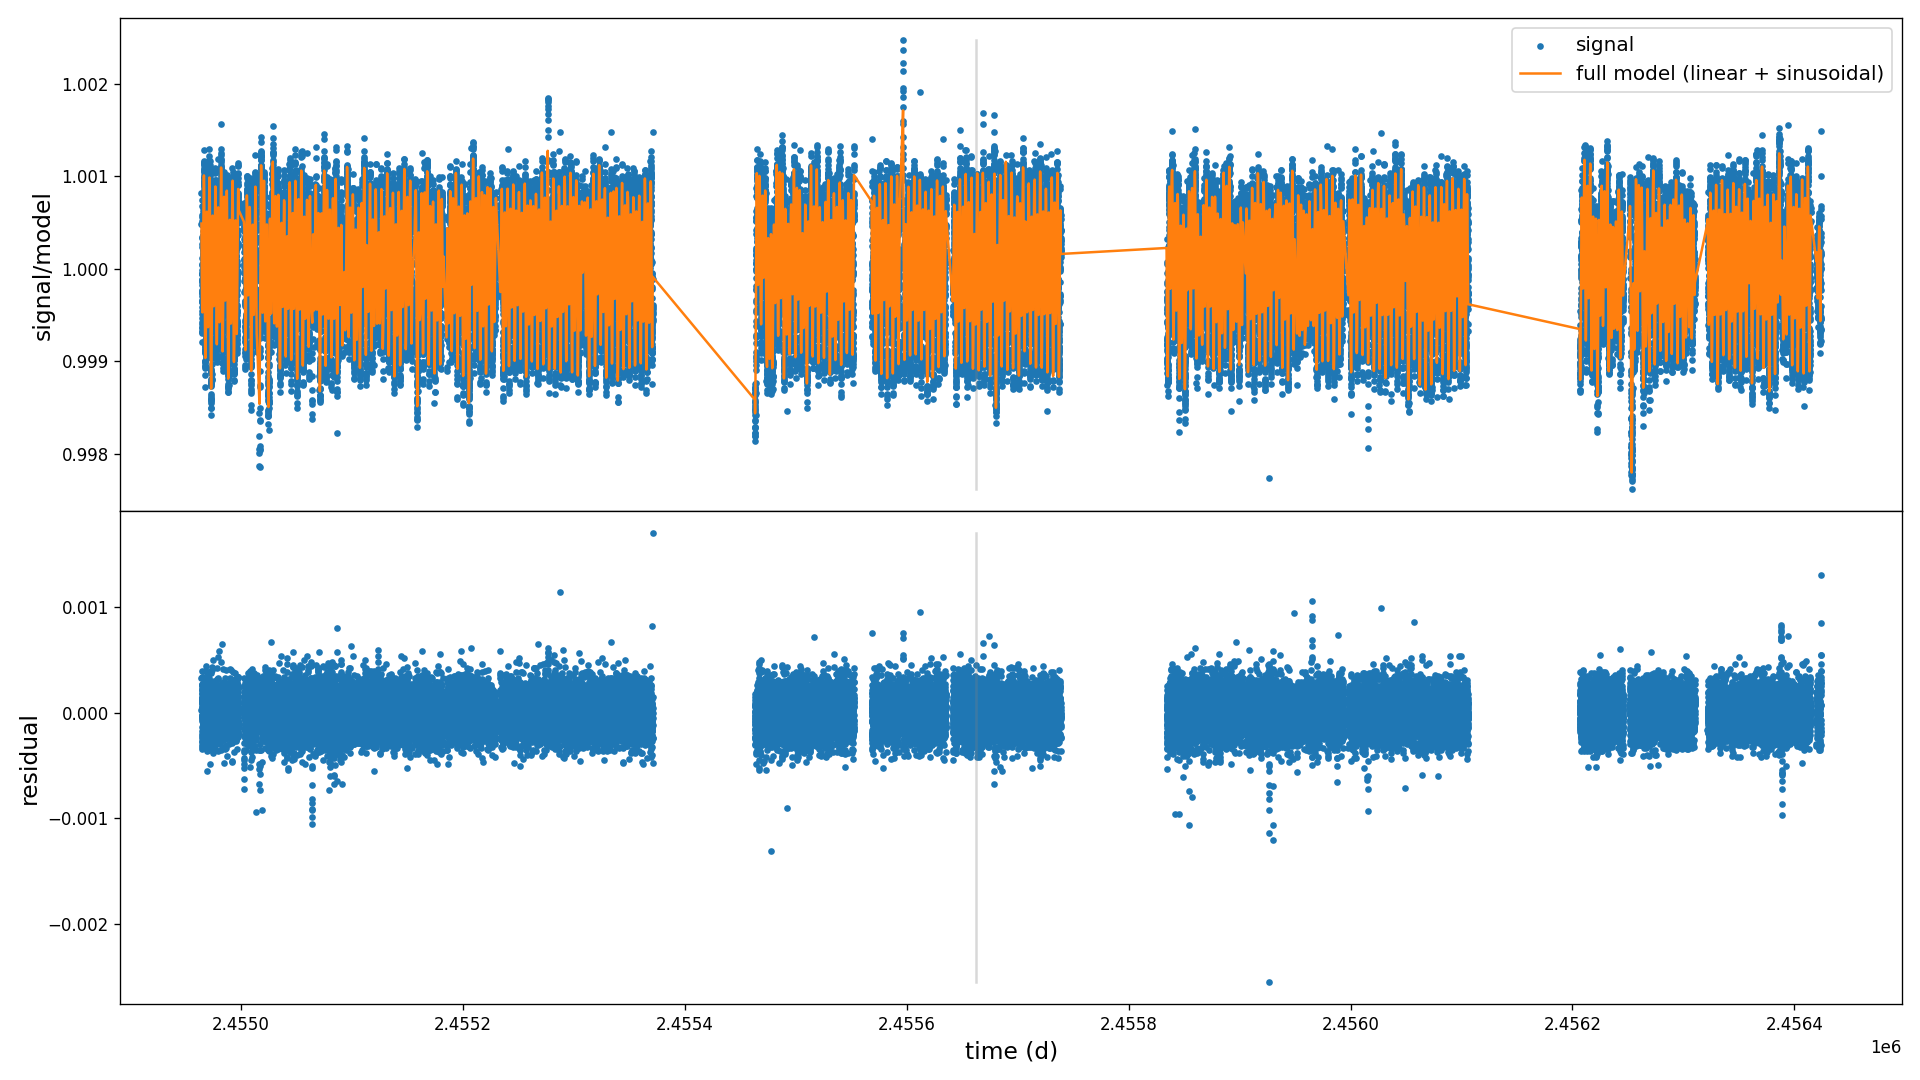 signal
full model (linear + sinusoidal)
signal/model
1.002
1.001
1.000
0.999
0.998
residual
0.001
0.000
−0.001
−0.002
2.4550
2.4552
2.4554
2.4556
2.4558
2.4560
2.4562
2.4564
1e6
time (d)